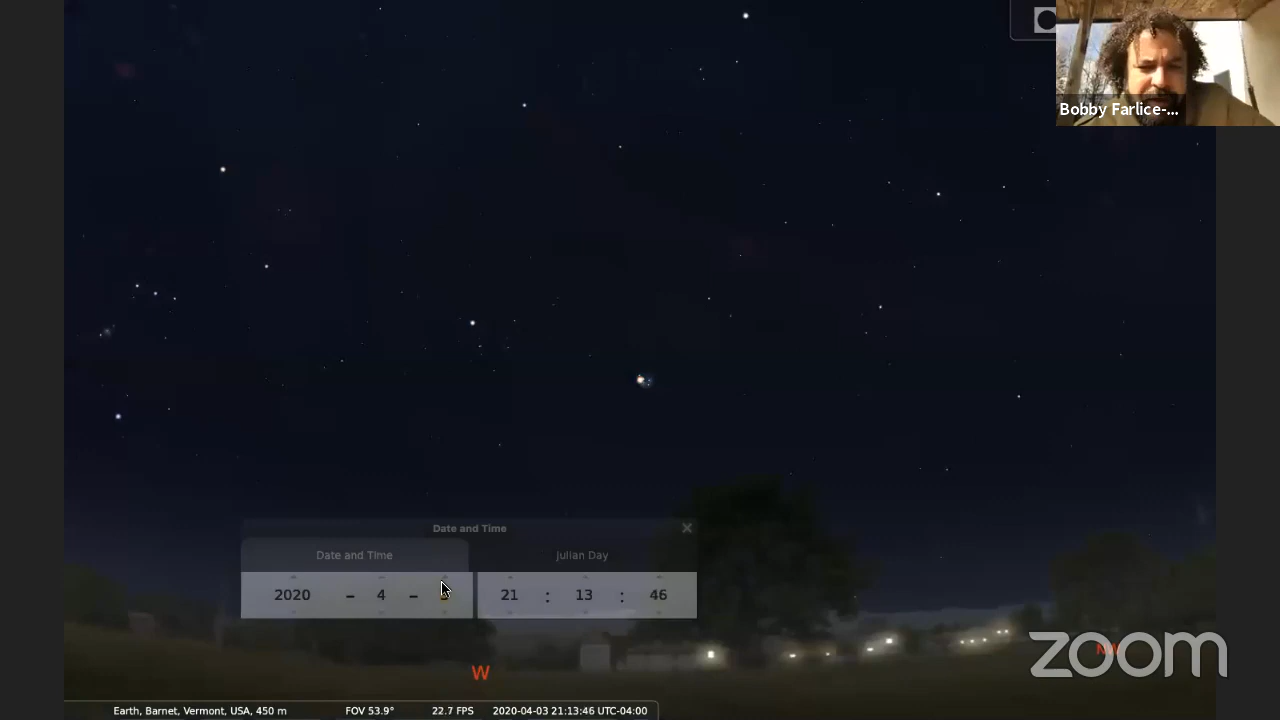 Bobby Farlice-...
Date and Time
Date and Time
Julian Day
2020 - 4 -
21 : 13 : 46
W
zoom
Earth, Barnet, Vermont, USA, 450 m
FOV 53.9°
22.7 FPS
2020-04-03 21:13:46 UTC-04:00